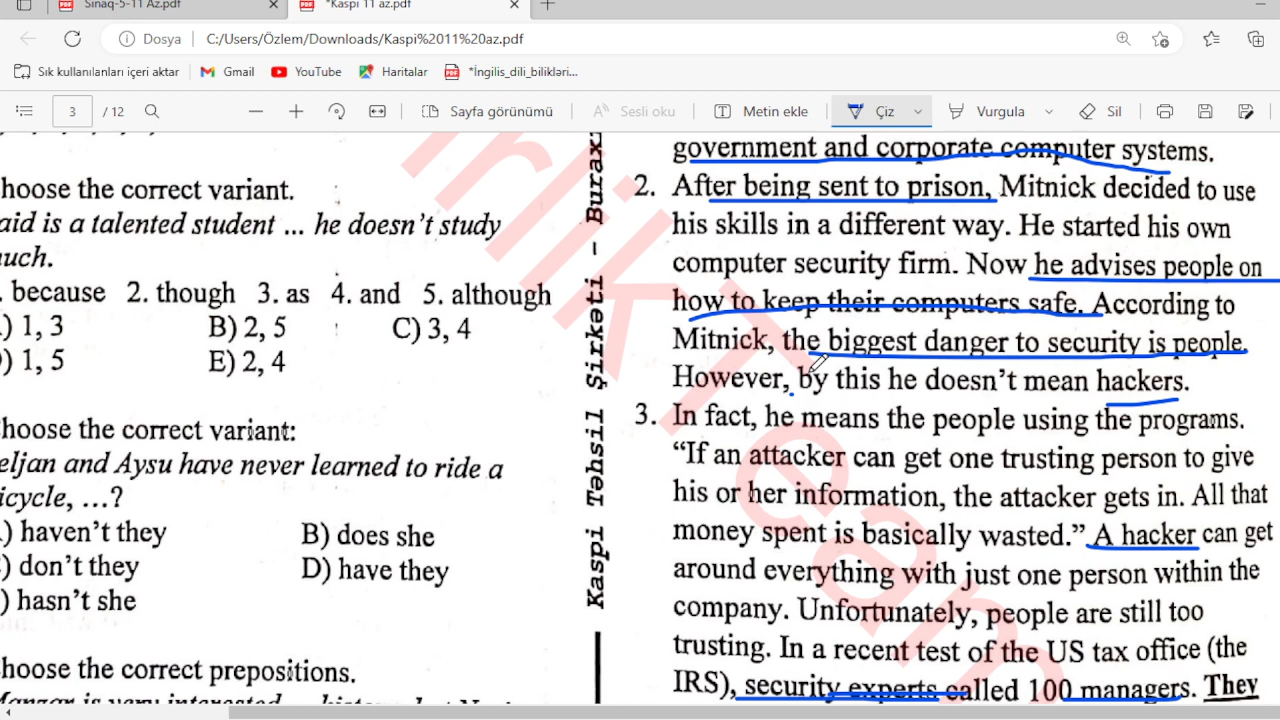 Sınaq-5-11 Az.pdf
*Kaspi 11 az.pdf
Dosya
C:/Users/Özlem/Downloads/Kaspi%2011%20az.pdf
Sık kullanılanları içeri aktar
Gmail
YouTube
Haritalar
*İngilis_dili_bilikləri...
3
/ 12
Sayfa görünümü
Sesli oku
Metin ekle
Çiz
Vurgula
Sil
hoose the correct variant.
aid is a talented student ... he doesn't study
uch.
. because 2. though 3. as 4. and 5. although
) 1, 3 B) 2, 5 C) 3, 4
) 1, 5 E) 2, 4
hoose the correct variant:
eljan and Aysu have never learned to ride a
icycle, ...?
) haven't they B) does she
) don't they D) have they
) hasn't she
hoose the correct prepositions.
Kaspi Təhsil Şirkəti – Buraxı
government and corporate computer systems.
2. After being sent to prison, Mitnick decided to use
his skills in a different way. He started his own
computer security firm. Now he advises people on
how to keep their computers safe. According to
Mitnick, the biggest danger to security is people.
However, by this he doesn't mean hackers.
3. In fact, he means the people using the programs.
"If an attacker can get one trusting person to give
his or her information, the attacker gets in. All that
money spent is basically wasted." A hacker can get
around everything with just one person within the
company. Unfortunately, people are still too
trusting. In a recent test of the US tax office (the
IRS), security experts called 100 managers. They
rlikTeam